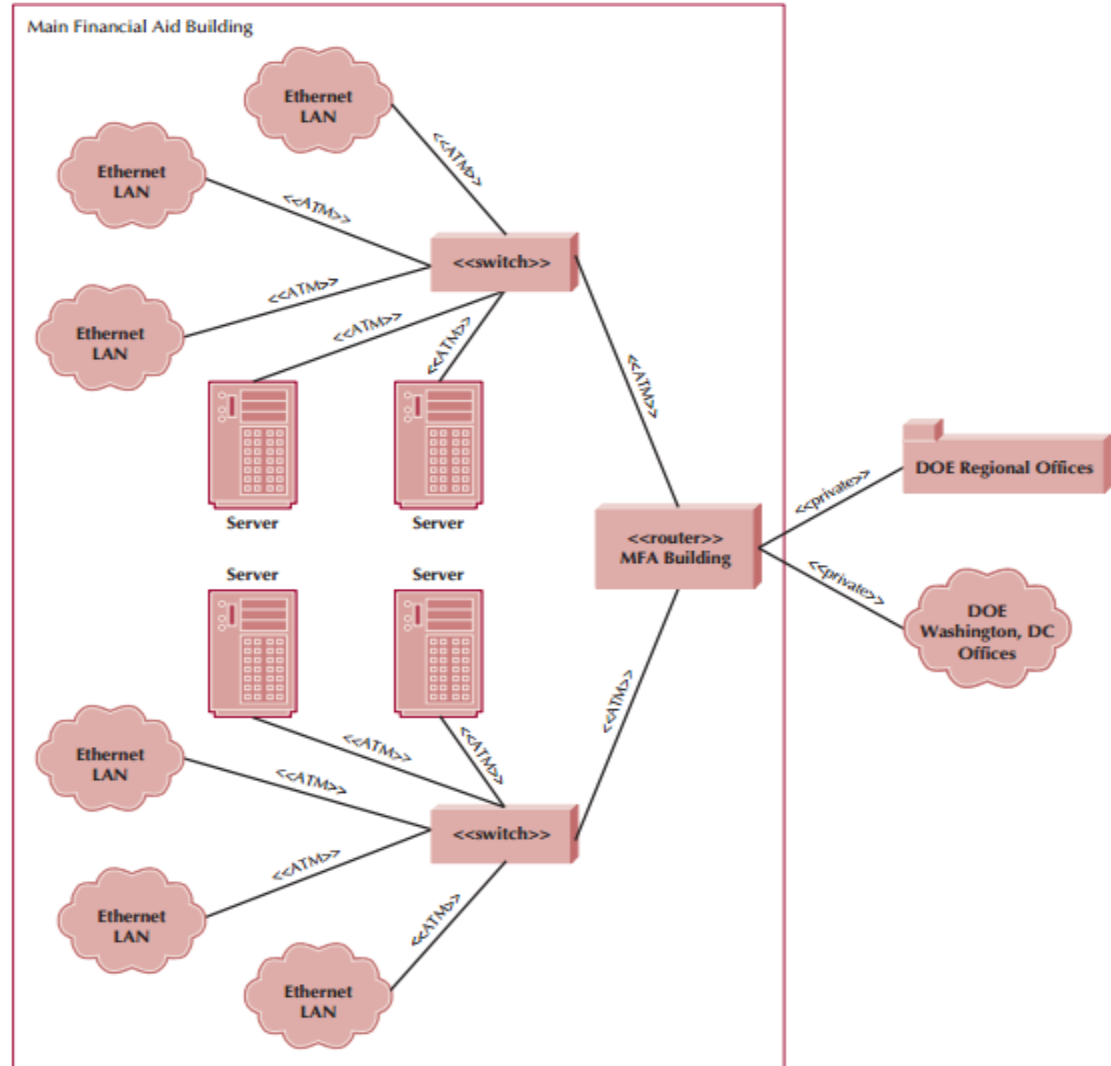 Main Financial Aid Building
Ethernet
LAN
<<ATM>>
Ethernet
LAN
<<ATM>>
<<switch>>
<<ATM>>
Ethernet
LAN
<<ATM>>
<<ATM>>
<<ATM>>
Server
Server
DOE Regional Offices
<<private>>
<<router>>
MFA Building
<<private>>
DOE
Washington, DC
Offices
Server
Server
<<ATM>>
<<ATM>>
<<ATM>>
Ethernet
LAN
<<ATM>>
<<switch>>
<<ATM>>
Ethernet
LAN
<<ATM>>
Ethernet
LAN